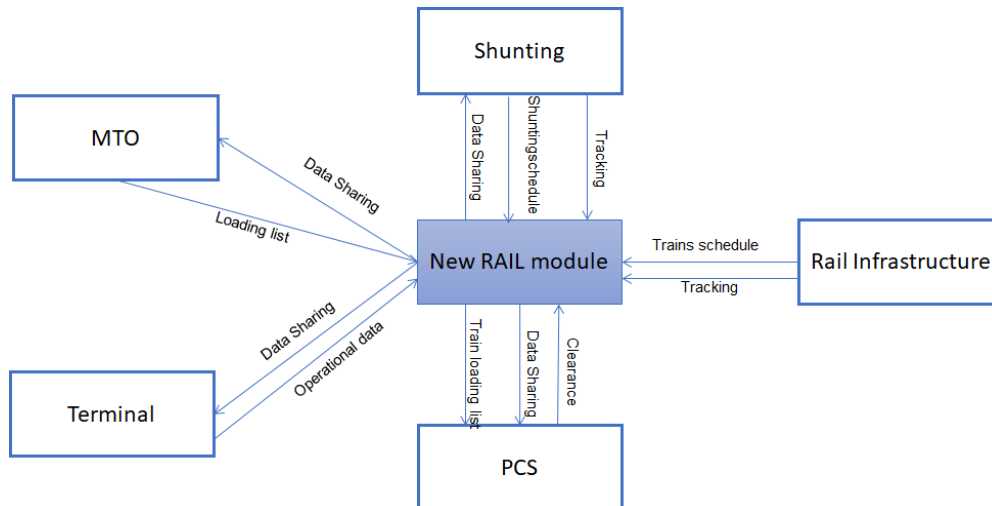 Shunting
MTO
Data Sharing
Shuntingschedule
Tracking
Data Sharing
Loading list
New RAIL module
Trains schedule
Rail Infrastructure
Tracking
Data Sharing
Operational data
Train loading list
Data Sharing
Clearance
Terminal
PCS